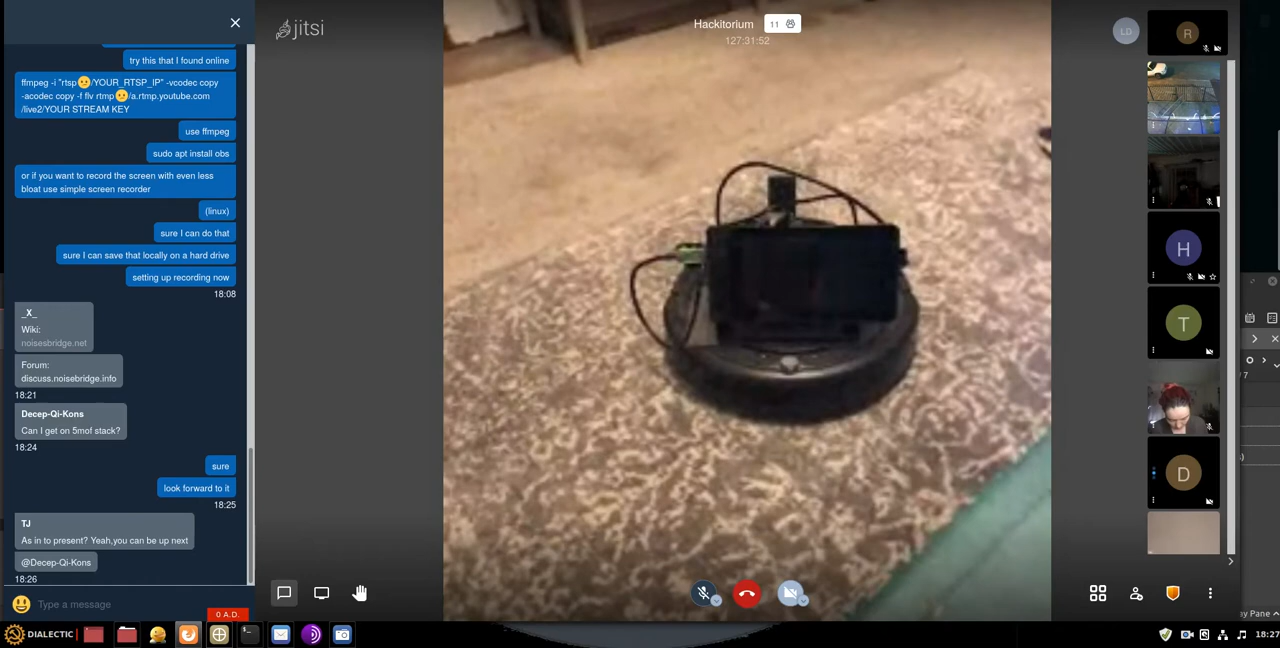 try this that I found online
ffmpeg -i "rtsp😕/YOUR_RTSP_IP" -vcodec copy
-acodec copy -f flv rtmp😕/a.rtmp.youtube.com
/live2/YOUR STREAM KEY
use ffmpeg
sudo apt install obs
or if you want to record the screen with even less
bloat use simple screen recorder
(linux)
sure I can do that
sure I can save that locally on a hard drive
setting up recording now
18:08
_X_
Wiki:
noisesbridge.net
Forum:
discuss.noisebridge.info
18:21
Decep-Qi-Kons
Can I get on 5mof stack?
18:24
sure
look forward to it
18:25
TJ
As in to present? Yeah,you can be up next
@Decep-Qi-Kons
18:26
Type a message
0 A.D.
jitsi
Hackitorium
11
127:31:52
LD
R
H
T
D
DIALECTIC
ay Pane
18:27